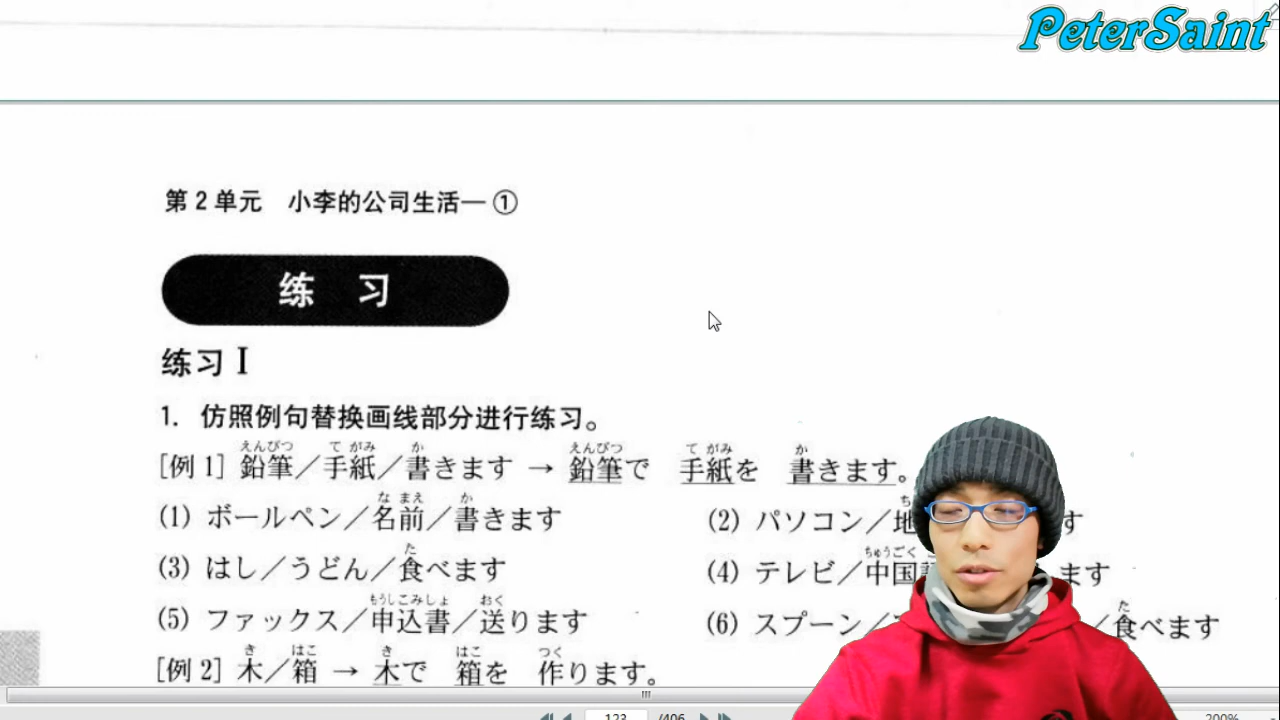 PeterSaint
第2单元 小李的公司生活—①
练 习
练习Ⅰ
1. 仿照例句替换画线部分进行练习。
えんぴつ て がみ か えんぴつ て がみ か
[例1] 鉛筆／手紙／書きます → 鉛筆で 手紙を 書きます。
な まえ か ち
(1) ボールペン／名前／書きます (2) パソコン／地 す
た ちゅうごく
(3) はし／うどん／食べます (4) テレビ／中国 ます
もうしこみしょ おく た
(5) ファックス／申込書／送ります (6) スプーン／ ／食べます
き はこ き はこ つく
[例2] 木／箱 → 木で 箱を 作ります。
123 /406 200%